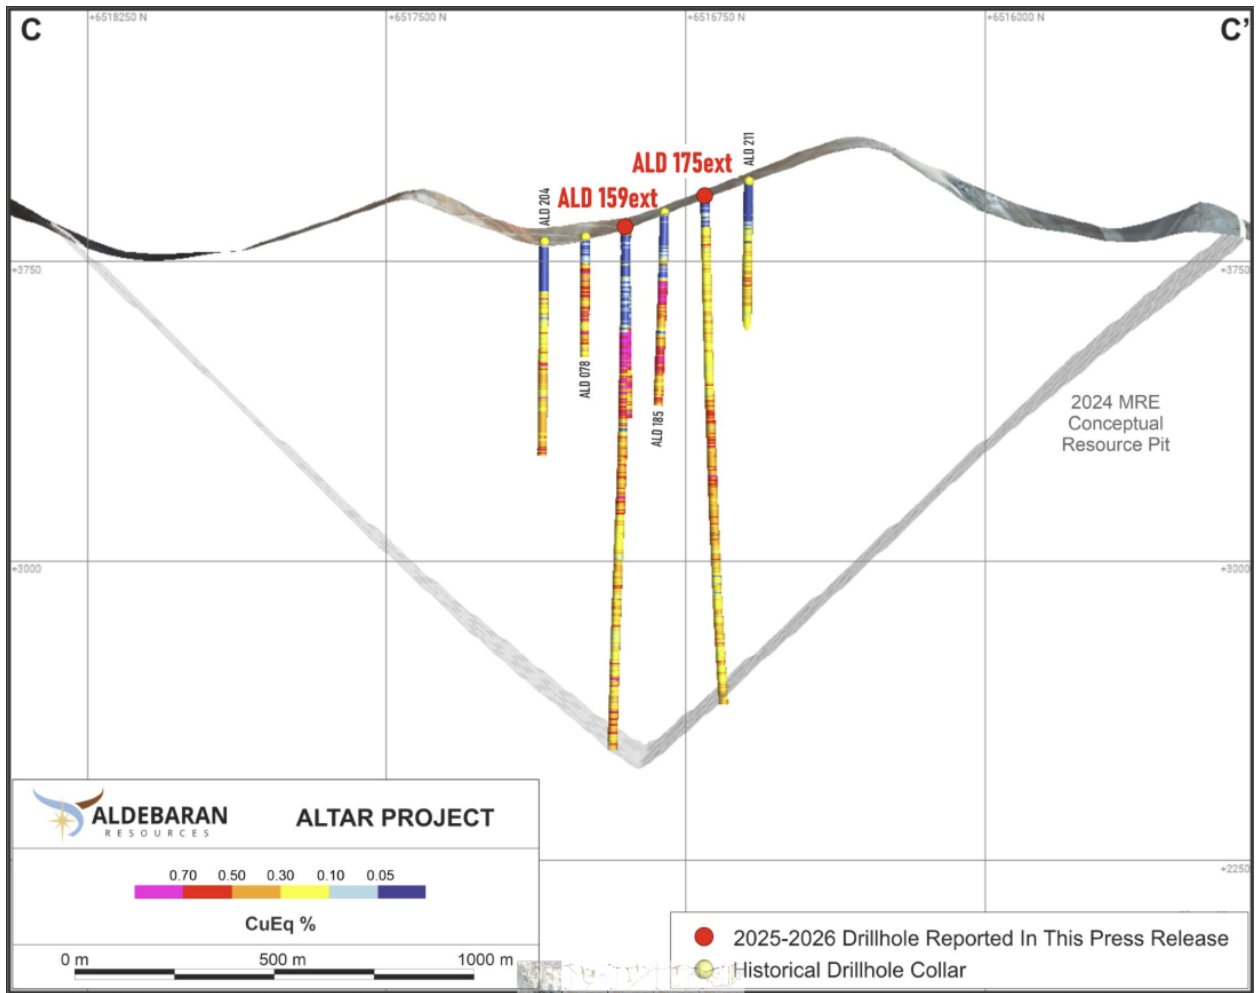 C
+6518250 N
+6517500 N
+6516750 N
+6516000 N
C'
ALD 211
ALD 175ext
ALD 204
ALD 159ext
+3750
+3750
ALD 078
ALD 185
2024 MRE
Conceptual
Resource Pit
+3000
+3000
ALDEBARAN
RESOURCES
ALTAR PROJECT
+2250
0.70 0.50 0.30 0.10 0.05
CuEq %
0 m 500 m 1000 m
2025-2026 Drillhole Reported In This Press Release
Historical Drillhole Collar